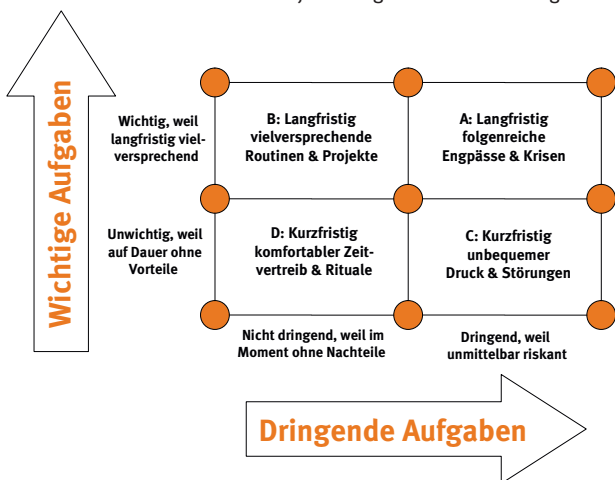 Wichtige Aufgaben
Wichtig, weil
langfristig viel-
versprechend
B: Langfristig
vielversprechende
Routinen & Projekte
A: Langfristig
folgenreiche
Engpässe & Krisen
Unwichtig, weil
auf Dauer ohne
Vorteile
D: Kurzfristig
komfortabler Zeit-
vertreib & Rituale
C: Kurzfristig
unbequemer
Druck & Störungen
Nicht dringend, weil im
Moment ohne Nachteile
Dringend, weil
unmittelbar riskant
Dringende Aufgaben